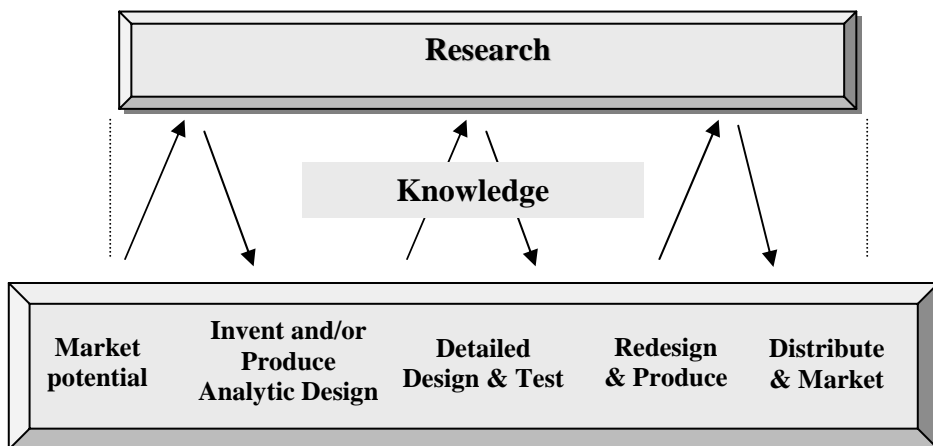 Research
Knowledge
Market
potential
Invent and/or
Produce
Analytic Design
Detailed
Design & Test
Redesign
& Produce
Distribute
& Market